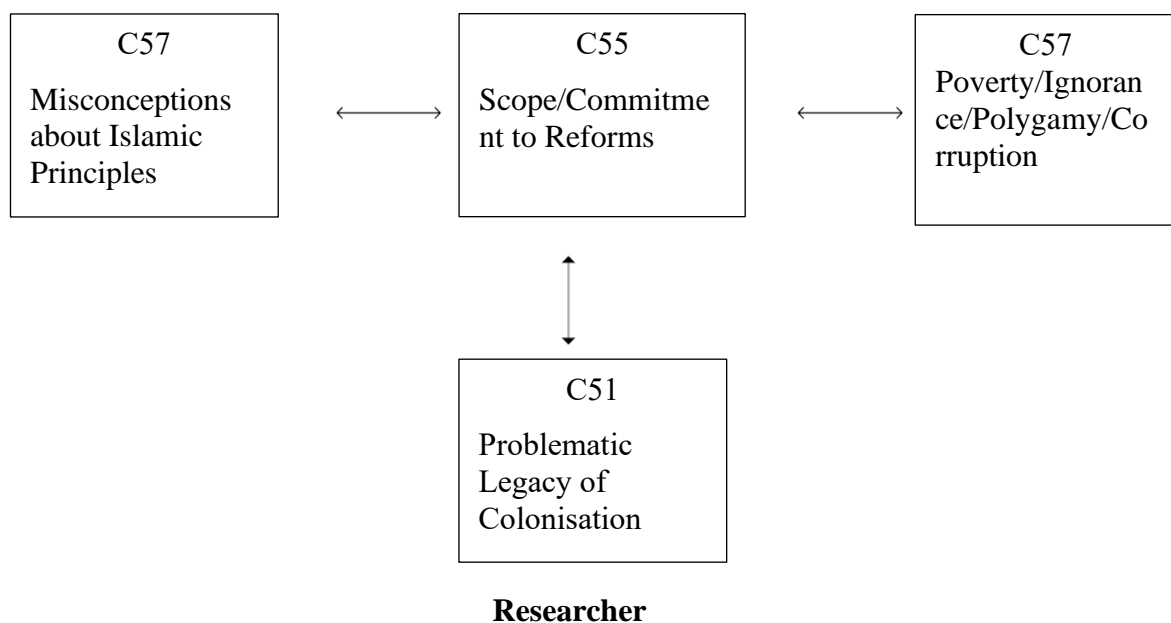 C57
Misconceptions
about Islamic
Principles
C55
Scope/Commitme
nt to Reforms
C57
Poverty/Ignoran
ce/Polygamy/Co
rruption
C51
Problematic
Legacy of
Colonisation
Researcher